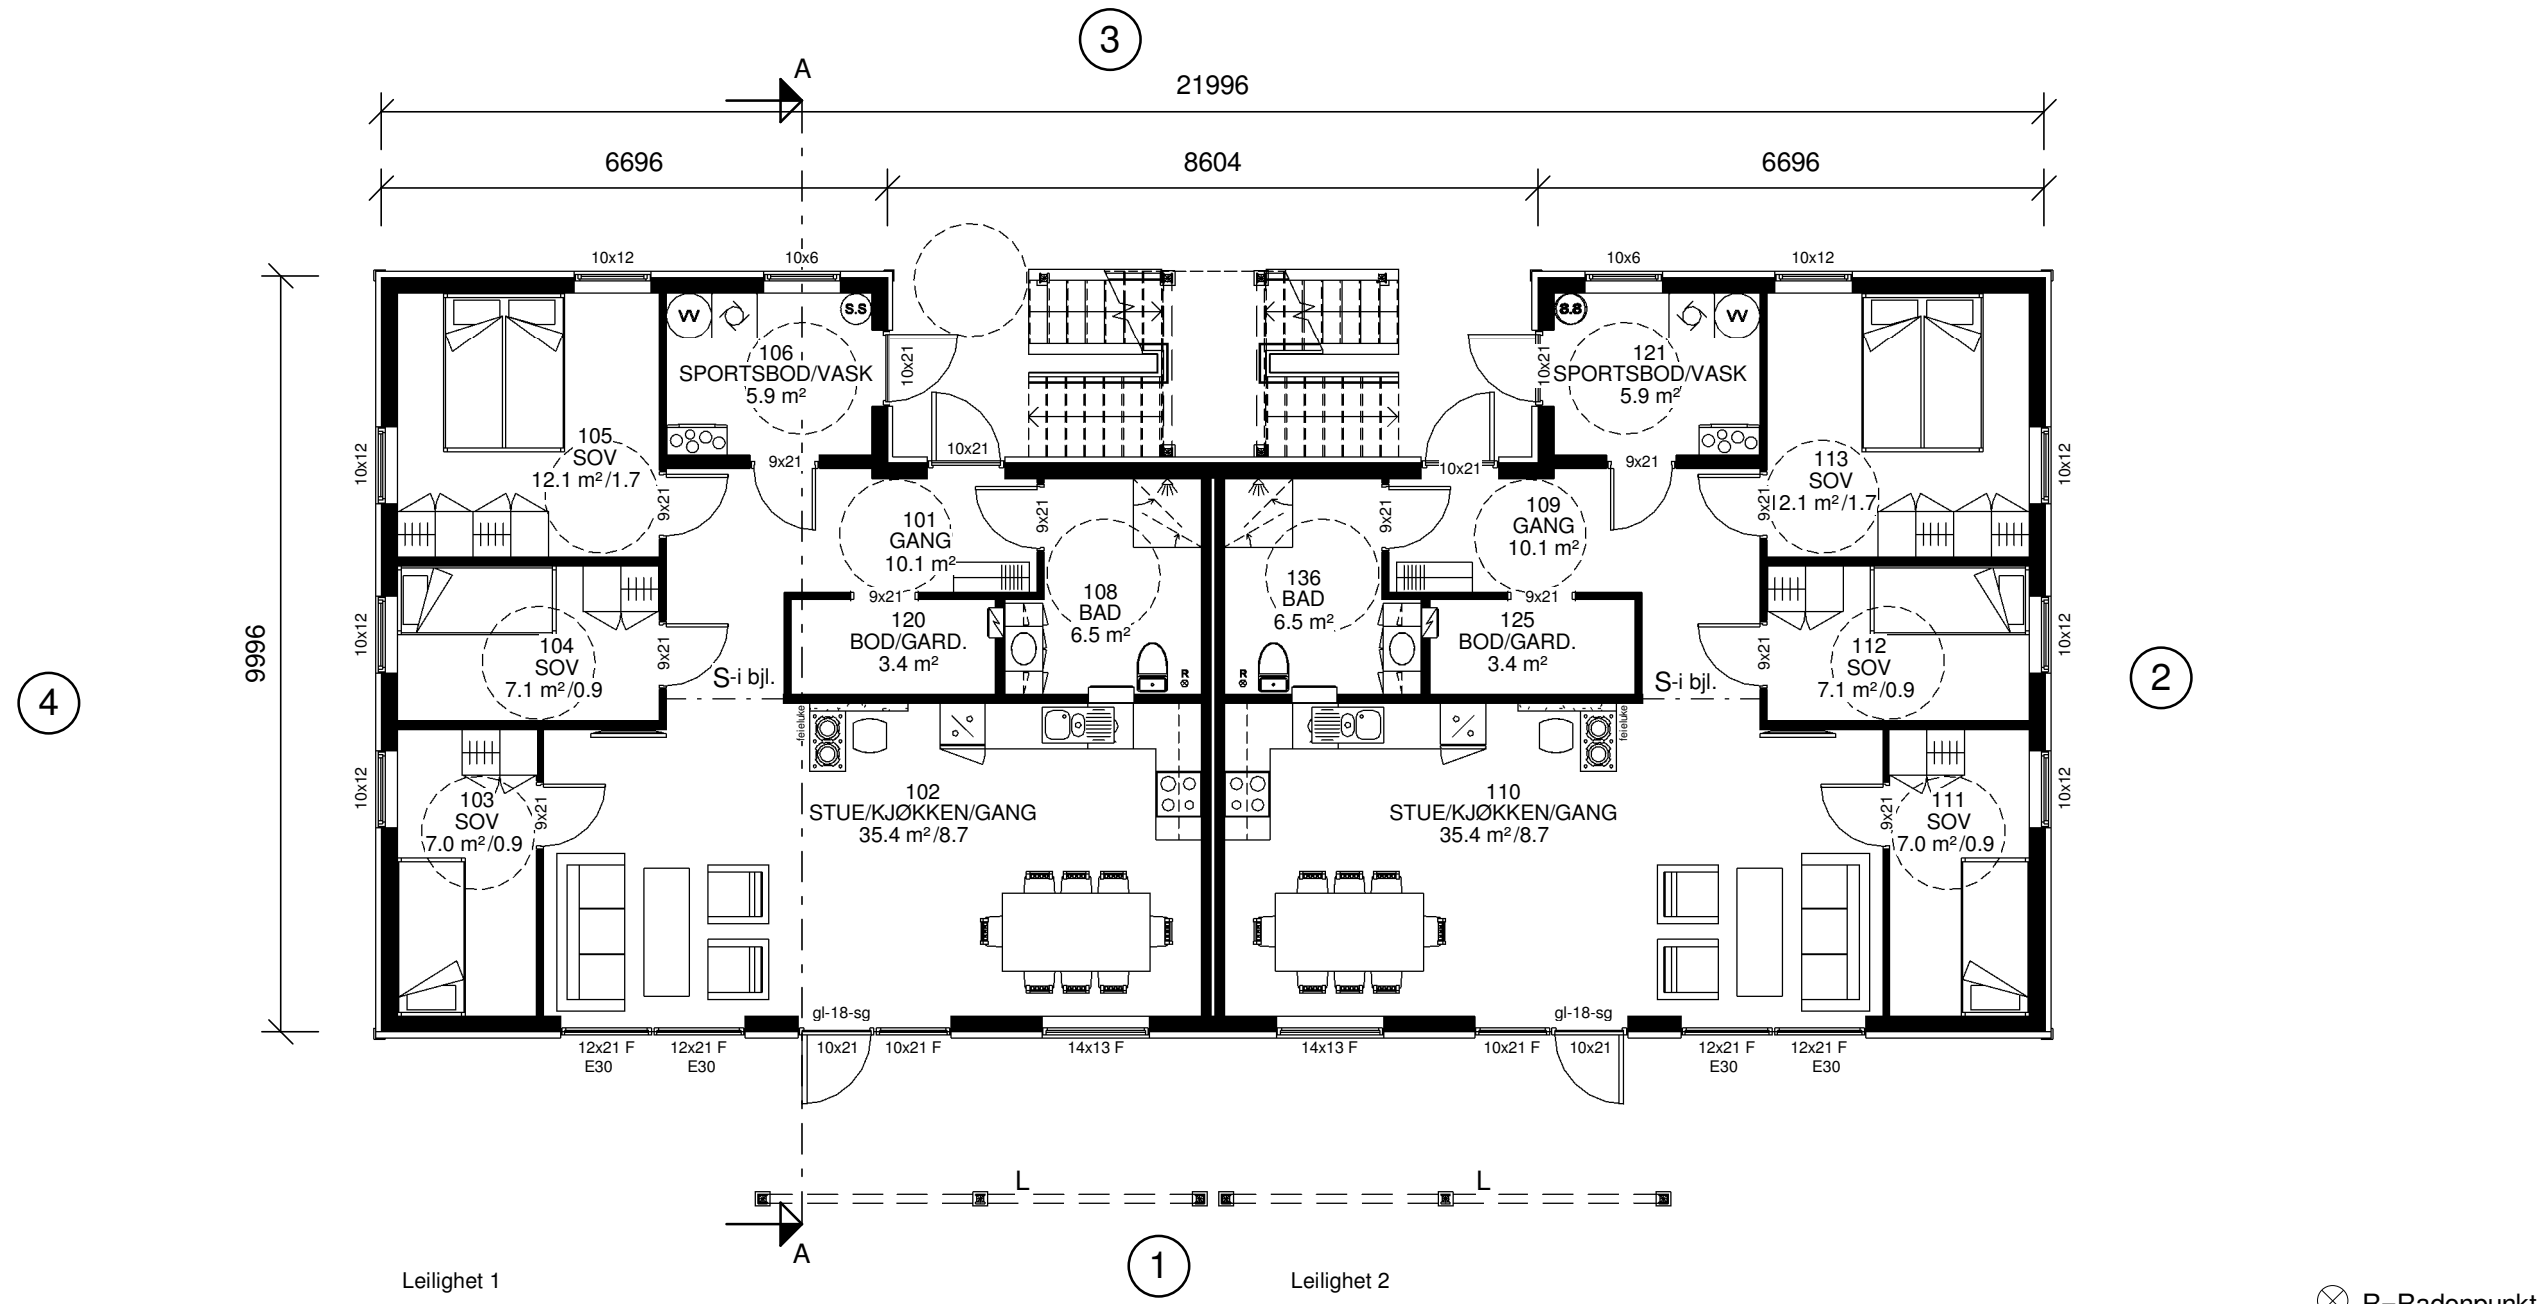 3
A
21996
6696
8604
6696
10x12
10x6
10x6
10x12
VV
S.S
S.S
VV
106
SPORTSBOD/VASK
5.9 m²
10x21
10x21
121
SPORTSBOD/VASK
5.9 m²
105
SOV
12.1 m²/1.7
10x12
9x21
9x21
10x21
10x21
9x21
9x21
113
SOV
12.1 m²/1.7
10x12
101
GANG
10.1 m²
9x21
9x21
109
GANG
10.1 m²
9996
10x12
104
SOV
7.1 m²/0.9
9x21
S-i bjl.
9x21
120
BOD/GARD.
3.4 m²
108
BAD
6.5 m²
R
136
BAD
6.5 m²
R
9x21
125
BOD/GARD.
3.4 m²
S-i bjl.
9x21
112
SOV
7.1 m²/0.9
10x12
4
2
feieluke
feieluke
10x12
103
SOV
7.0 m²/0.9
9x21
102
STUE/KJØKKEN/GANG
35.4 m²/8.7
110
STUE/KJØKKEN/GANG
35.4 m²/8.7
9x21
111
SOV
7.0 m²/0.9
10x12
gl-18-sg
gl-18-sg
12x21 F
E30
12x21 F
E30
10x21
10x21 F
14x13 F
14x13 F
10x21 F
10x21
12x21 F
E30
12x21 F
E30
L
L
A
1
Leilighet 1
Leilighet 2
R=Radonpunkt